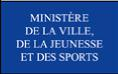 MINISTÈRE
DE LA VILLE,
DE LA JEUNESSE
ET DES SPORTS